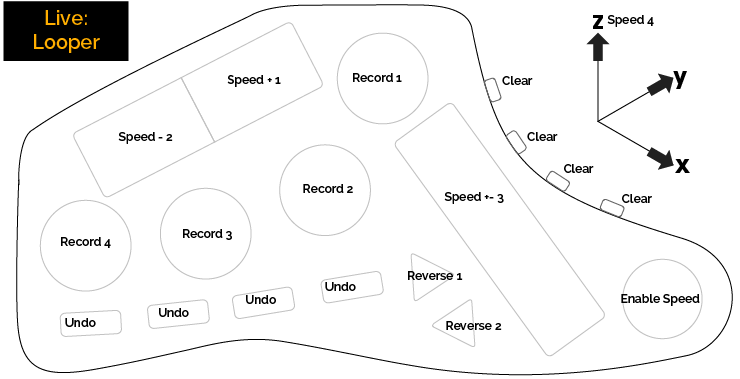 Live:
Looper
Z Speed 4
y
x
Speed + 1
Record 1
Clear
Speed - 2
Clear
Clear
Record 2
Speed +- 3
Clear
Record 4
Record 3
Reverse 1
Undo
Undo
Undo
Undo
Reverse 2
Enable Speed